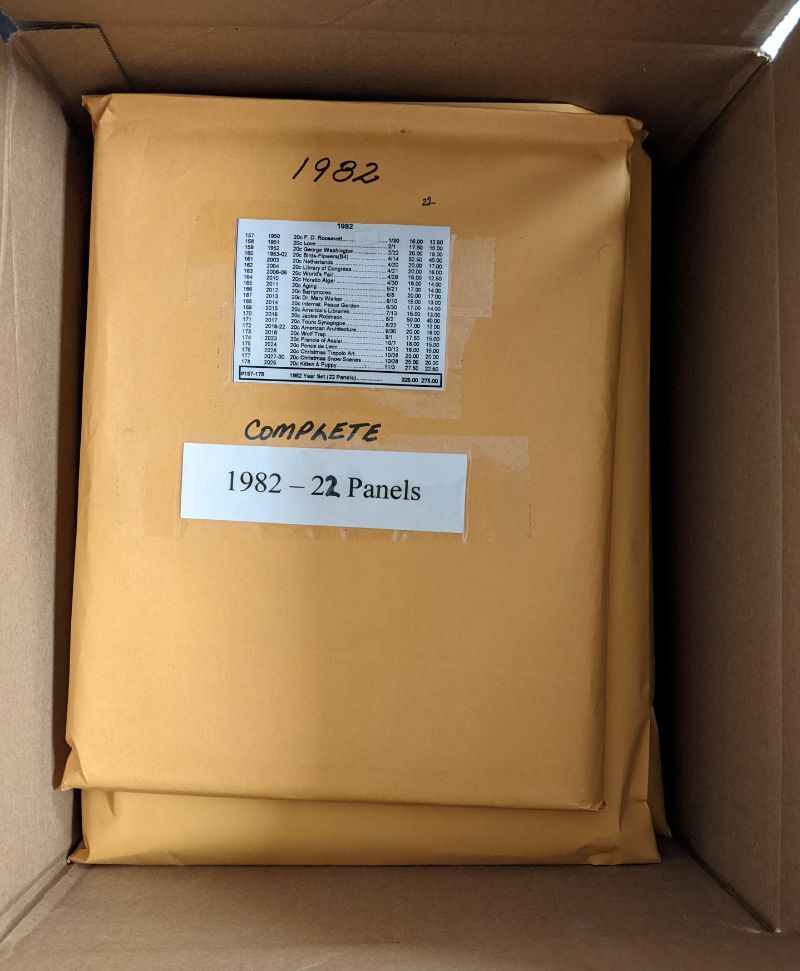 1982
22
1982
157 1950 20c F. D. Roosevelt 1/30 16.00 12.50
158 1951 20c Love 2/1 17.50 15.00
159 1952 20c George Washington 2/22 20.00 16.00
160 1953-02 20c Birds-Flowers(B4) 4/14 52.50 45.00
161 2003 20c Netherlands 4/20 20.00 17.00
162 2004 20c Library of Congress 4/21 20.00
163 2006-09 20c World's Fair 4/29
164 2010 20c Horatio Alger 4/30 16.00 14.00
165 2011 20c Aging 5/21 17.00 14.00
166 2012 20c Barrymores 6/8 20.00 17.00
167 2013 20c Dr. Mary Walker 6/10 15.00 13.00
168 2014 20c Internat. Peace Garden 6/30 17.00 14.00
169 2015 20c America's Libraries 7/13 15.00 13.00
170 2016 20c Jackie Robinson 8/2 50.00 40.00
171 2017 20c Touro Synagogue 8/22 17.00 13.00
172 2019-22 20c American Architecture 9/30 20.00 16.00
173 2018 20c Wolf Trap 9/1 17.50 15.00
174 2023 20c Francis of Assisi 10/7 18.00 15.00
175 2024 20c Ponce de Leon 10/12 19.00 15.00
176 2026 20c Christmas Tiepolo Art 10/28 25.00 20.00
177 2027-30 20c Christmas Snow Scenes 10/28 25.00 20.00
178 2025 20c Kitten & Puppy 11/3 27.50 22.50
#157-178 1982 Year Set (22 Panels) 325.00 275.00
COMPLETE
1982 – 22 Panels